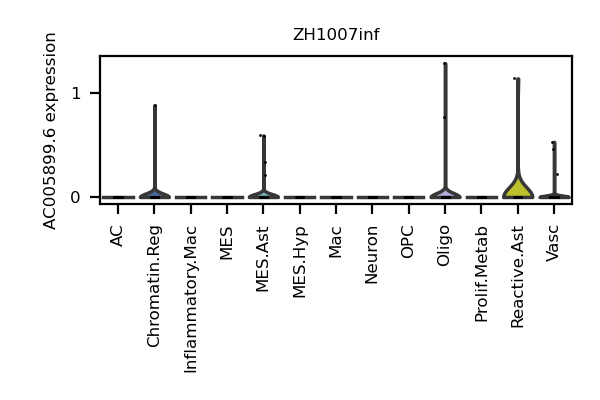 ZH1007inf
AC005899.6 expression
1
0
AC
Chromatin.Reg
Inflammatory.Mac
MES
MES.Ast
MES.Hyp
Mac
Neuron
OPC
Oligo
Prolif.Metab
Reactive.Ast
Vasc